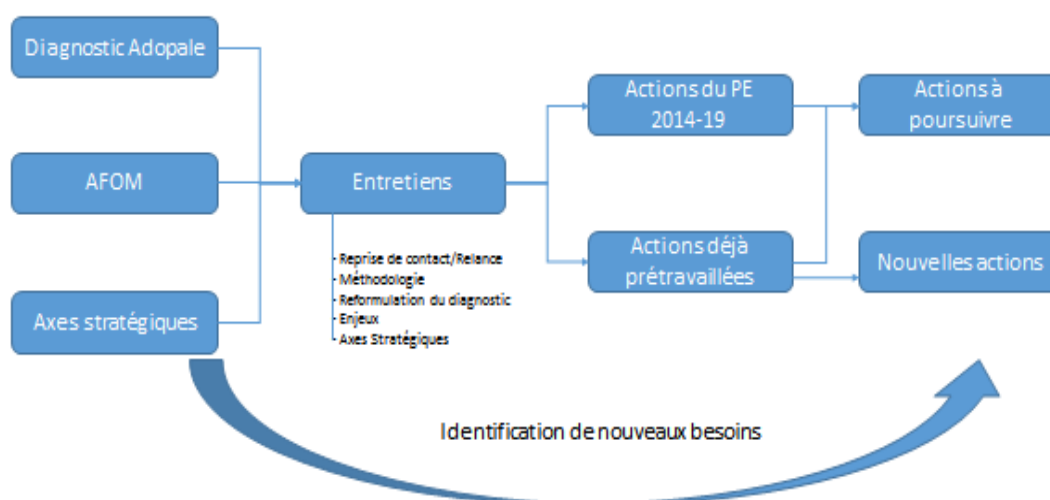 Diagnostic Adopale
AFOM
Axes stratégiques
Entretiens
- Reprise de contact/Relance
- Méthodologie
- Reformulation du diagnostic
- Enjeux
- Axes Stratégiques
Actions du PE
2014-19
Actions déjà
prétravaillées
Actions à
poursuivre
Nouvelles actions
Identification de nouveaux besoins